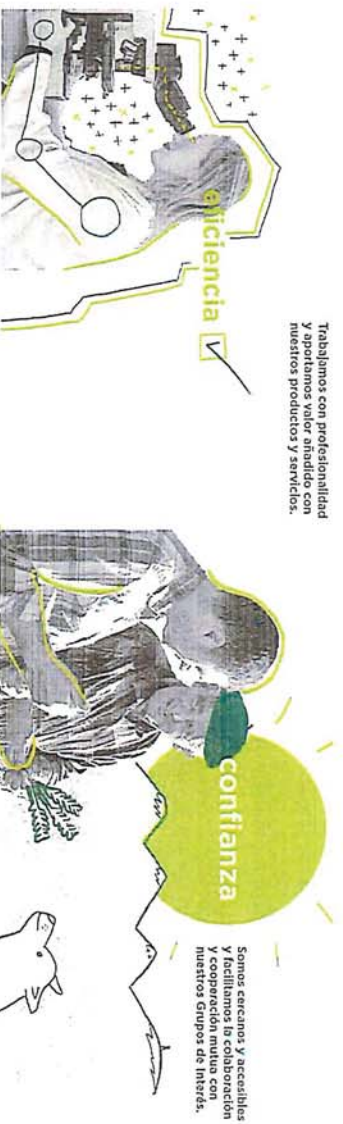 eficiencia
Trabajamos con profesionalidad
y aportamos valor añadido con
nuestros productos y servicios.
confianza
Somos cercanos y accesibles
y facilitamos la colaboración
y cooperación mutua con
nuestros Grupos de Interés.